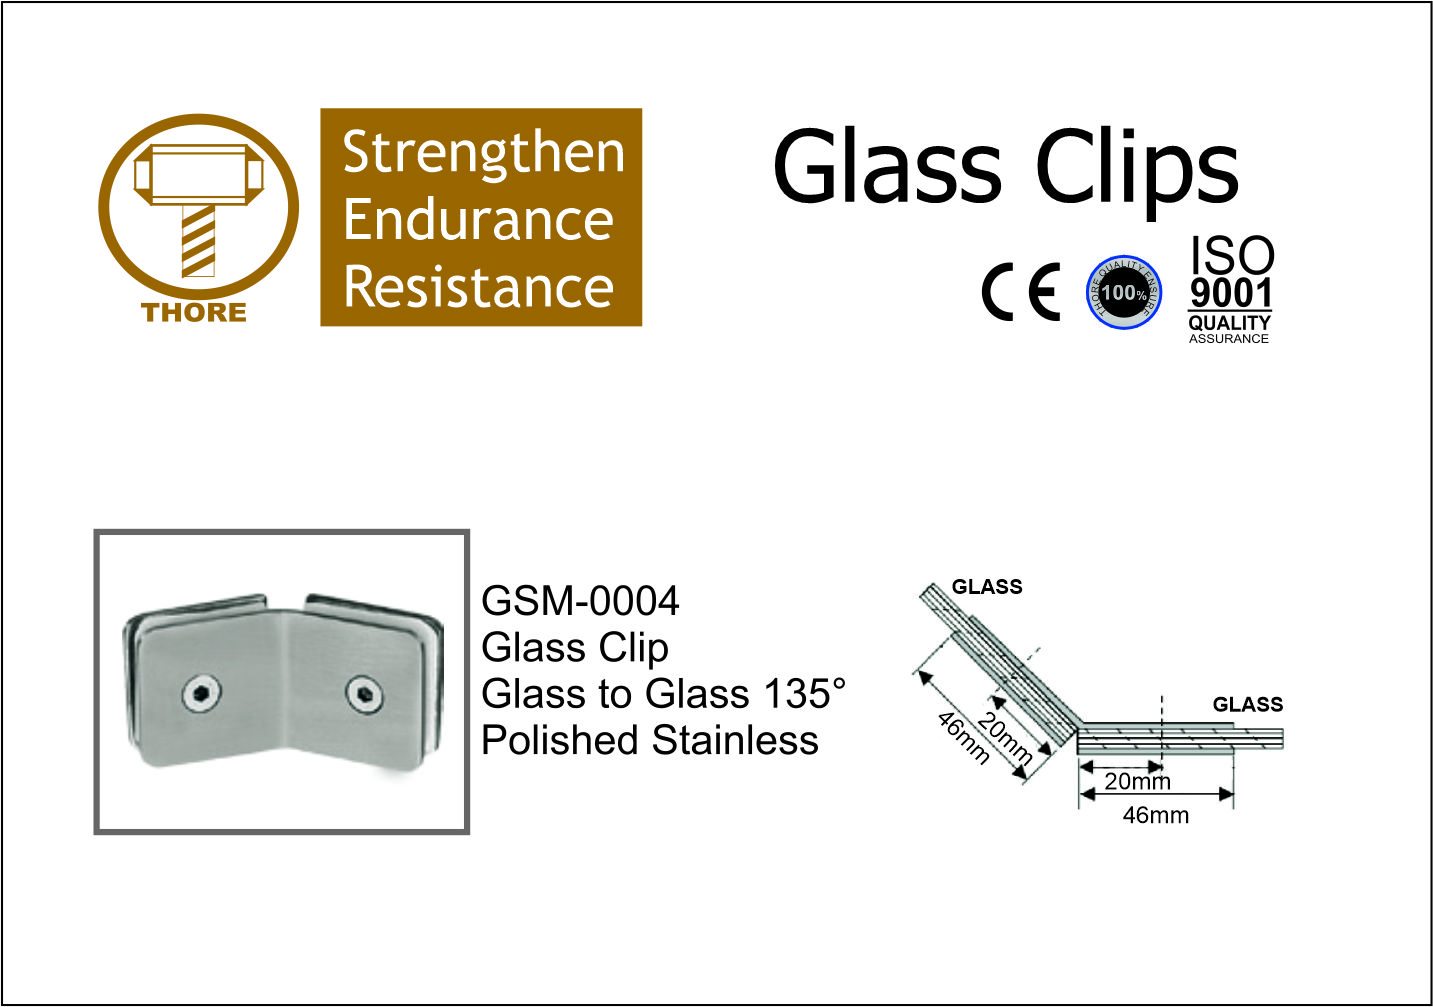 Strengthen
Endurance
Resistance
THORE
Glass Clips
CE
THORE QUALITY ENSURE
100%
ISO
9001
QUALITY
ASSURANCE
GSM-0004
Glass Clip
Glass to Glass 135°
Polished Stainless
GLASS
46mm
20mm
GLASS
20mm
46mm